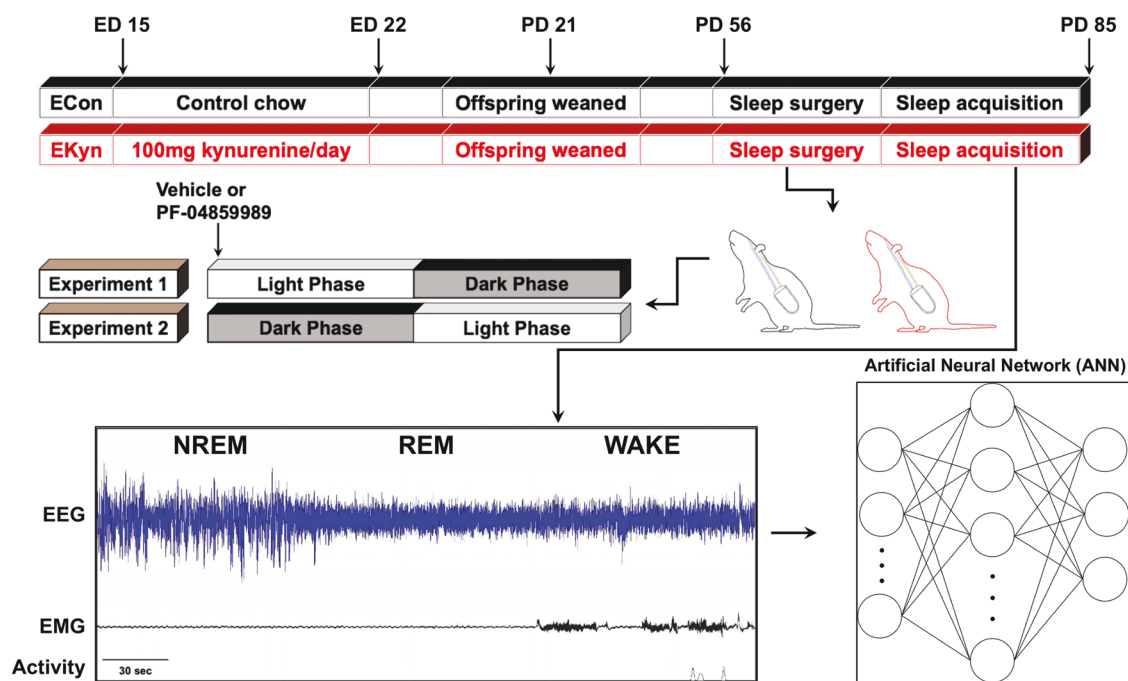 ED 15 ED 22 PD 21 PD 56 PD 85
ECon Control chow Offspring weaned Sleep surgery Sleep acquisition
EKyn 100mg kynurenine/day Offspring weaned Sleep surgery Sleep acquisition
Vehicle or
PF-04859989
Experiment 1 Light Phase Dark Phase
Experiment 2 Dark Phase Light Phase
Artificial Neural Network (ANN)
NREM REM WAKE
EEG
EMG
Activity
30 sec